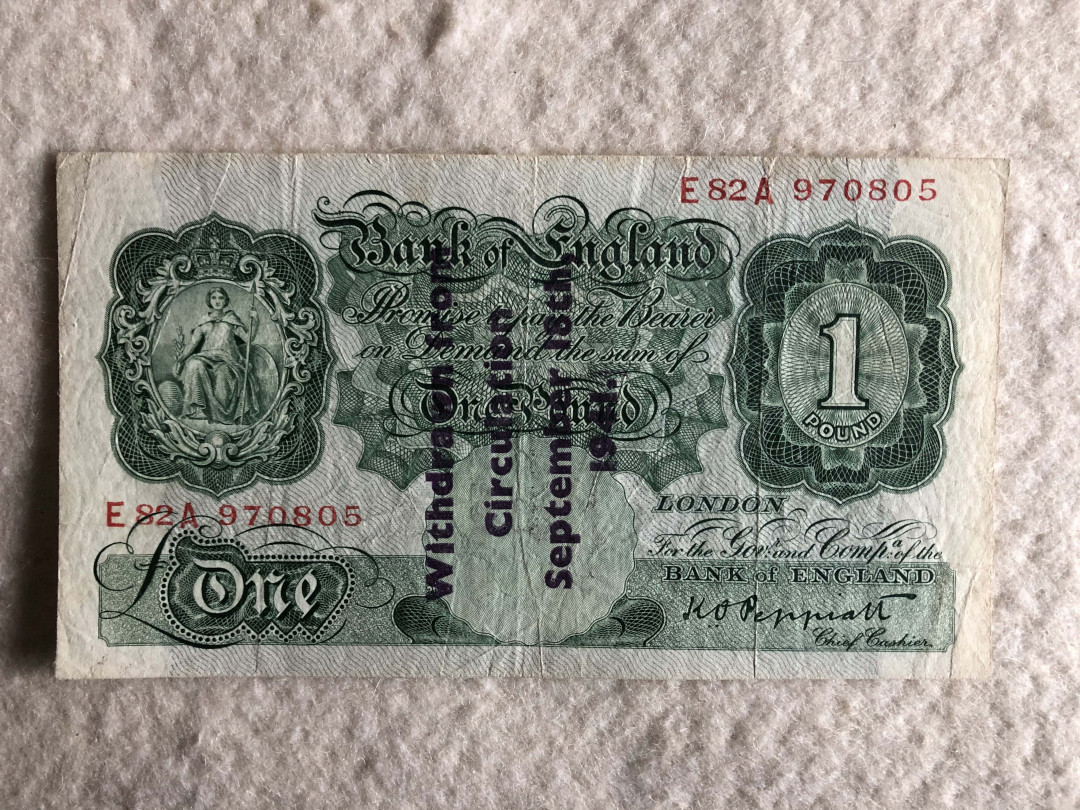 E82A 970805
Bank of England
Promise to pay the Bearer
on Demand the sum of
One Pound
1
POUND
E82A 970805
£One
LONDON
For the Govr. and Compa. of the
BANK of ENGLAND
K O Peppiatt
Chief Cashier.
Withdrawn from
Circulation
September 18th
1941.